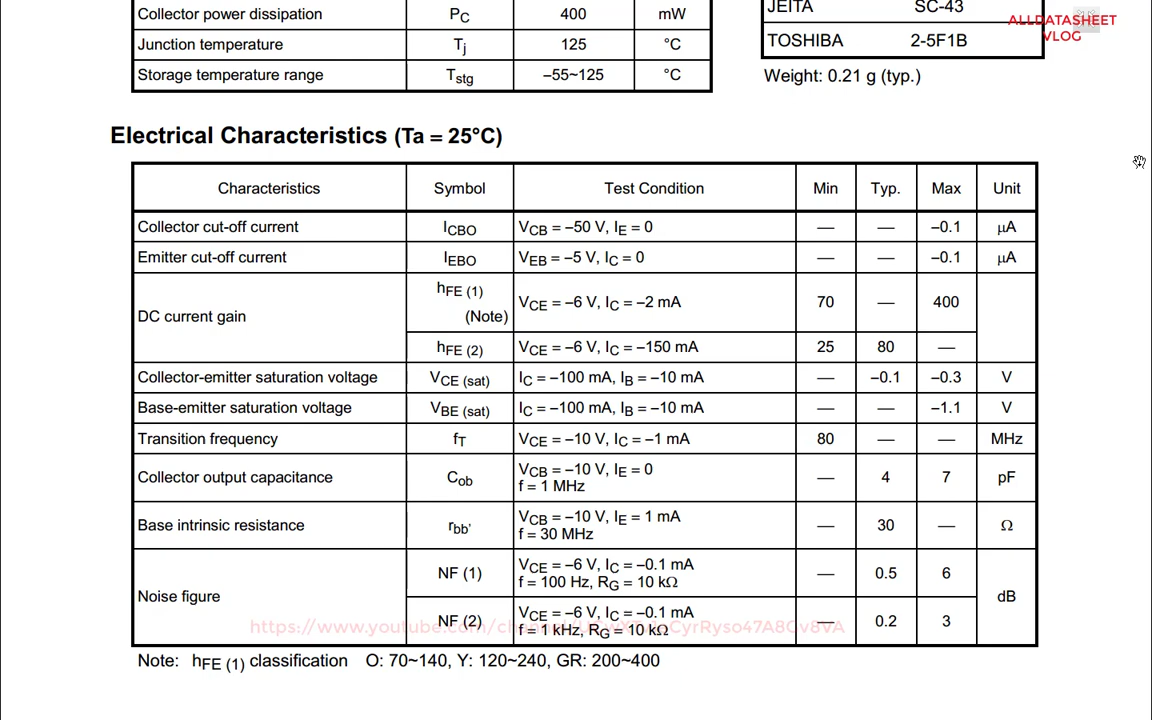 Collector power dissipation PC 400 mW
Junction temperature Tj 125 °C
Storage temperature range Tstg –55~125 °C
JEITA SC-43
TOSHIBA 2-5F1B
ALLDATASHEET
VLOG
Weight: 0.21 g (typ.)
Electrical Characteristics (Ta = 25°C)
Characteristics Symbol Test Condition Min Typ. Max Unit
Collector cut-off current ICBO VCB = –50 V, IE = 0 — — –0.1 μA
Emitter cut-off current IEBO VEB = –5 V, IC = 0 — — –0.1 μA
DC current gain
hFE (1)
(Note)
VCE = –6 V, IC = –2 mA 70 — 400
hFE (2) VCE = –6 V, IC = –150 mA 25 80 —
Collector-emitter saturation voltage VCE (sat) IC = –100 mA, IB = –10 mA — –0.1 –0.3 V
Base-emitter saturation voltage VBE (sat) IC = –100 mA, IB = –10 mA — — –1.1 V
Transition frequency fT VCE = –10 V, IC = –1 mA 80 — — MHz
Collector output capacitance Cob
VCB = –10 V, IE = 0
f = 1 MHz
— 4 7 pF
Base intrinsic resistance rbb'
VCB = –10 V, IE = 1 mA
f = 30 MHz
— 30 — Ω
Noise figure
NF (1)
VCE = –6 V, IC = –0.1 mA
f = 100 Hz, RG = 10 kΩ
— 0.5 6
dB
NF (2)
VCE = –6 V, IC = –0.1 mA
f = 1 kHz, RG = 10 kΩ
— 0.2 3
Note: hFE (1) classification O: 70~140, Y: 120~240, GR: 200~400